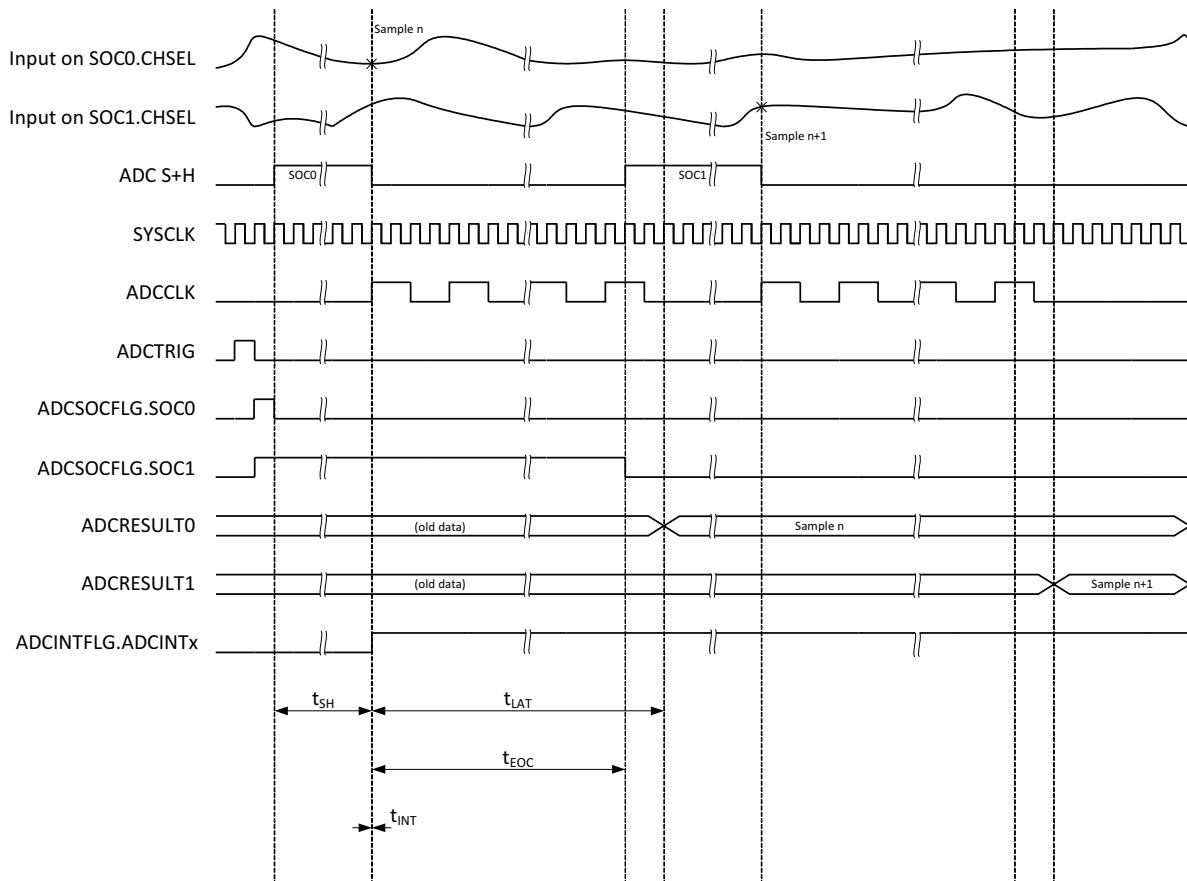 Sample n
Input on SOC0.CHSEL
Input on SOC1.CHSEL
Sample n+1
ADC S+H
SOC0
SOC1
SYSCLK
ADCCLK
ADCTRIG
ADCSOCFLG.SOC0
ADCSOCFLG.SOC1
ADCRESULT0
(old data)
Sample n
ADCRESULT1
(old data)
Sample n+1
ADCINTFLG.ADCINTx
tSH
tLAT
tEOC
tINT